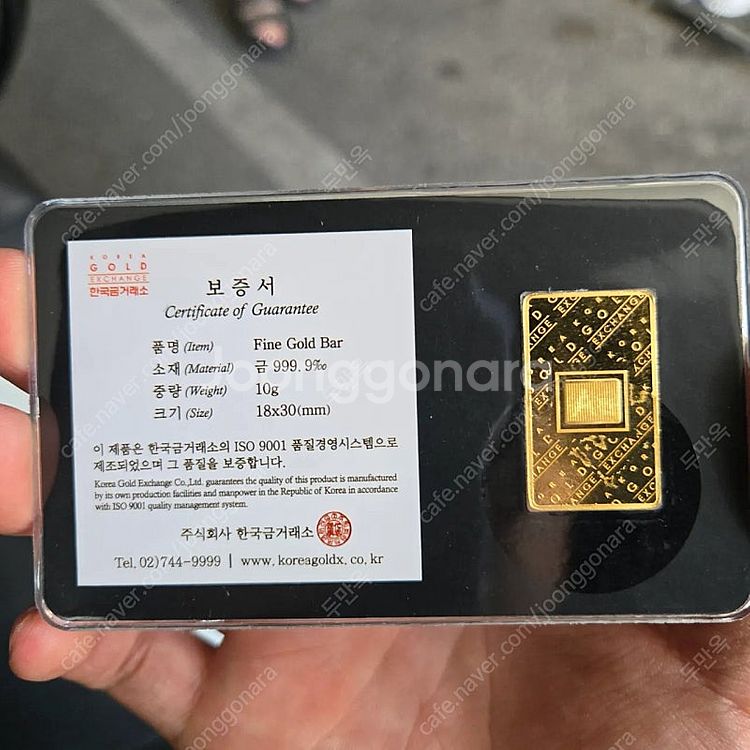 KOREA
GOLD
EXCHANGE
한국금거래소
보증서
Certificate of Guarantee
품명 (Item) Fine Gold Bar
소재 (Material) 금 999.9‰
중량 (Weight) 10g
크기 (Size) 18x30(mm)
이 제품은 한국금거래소의 ISO 9001 품질경영시스템으로
제조되었으며 그 품질을 보증합니다.
Korea Gold Exchange Co.,Ltd. guarantees the quality of this product is manufactured
by its own production facilities and manpower in the Republic of Korea in accordance
with ISO 9001 quality management system.
주식회사 한국금거래소
Tel. 02)744-9999 | www.koreagoldx.co.kr
joonggonara
cafe.naver.com/joonggonara
두만옥